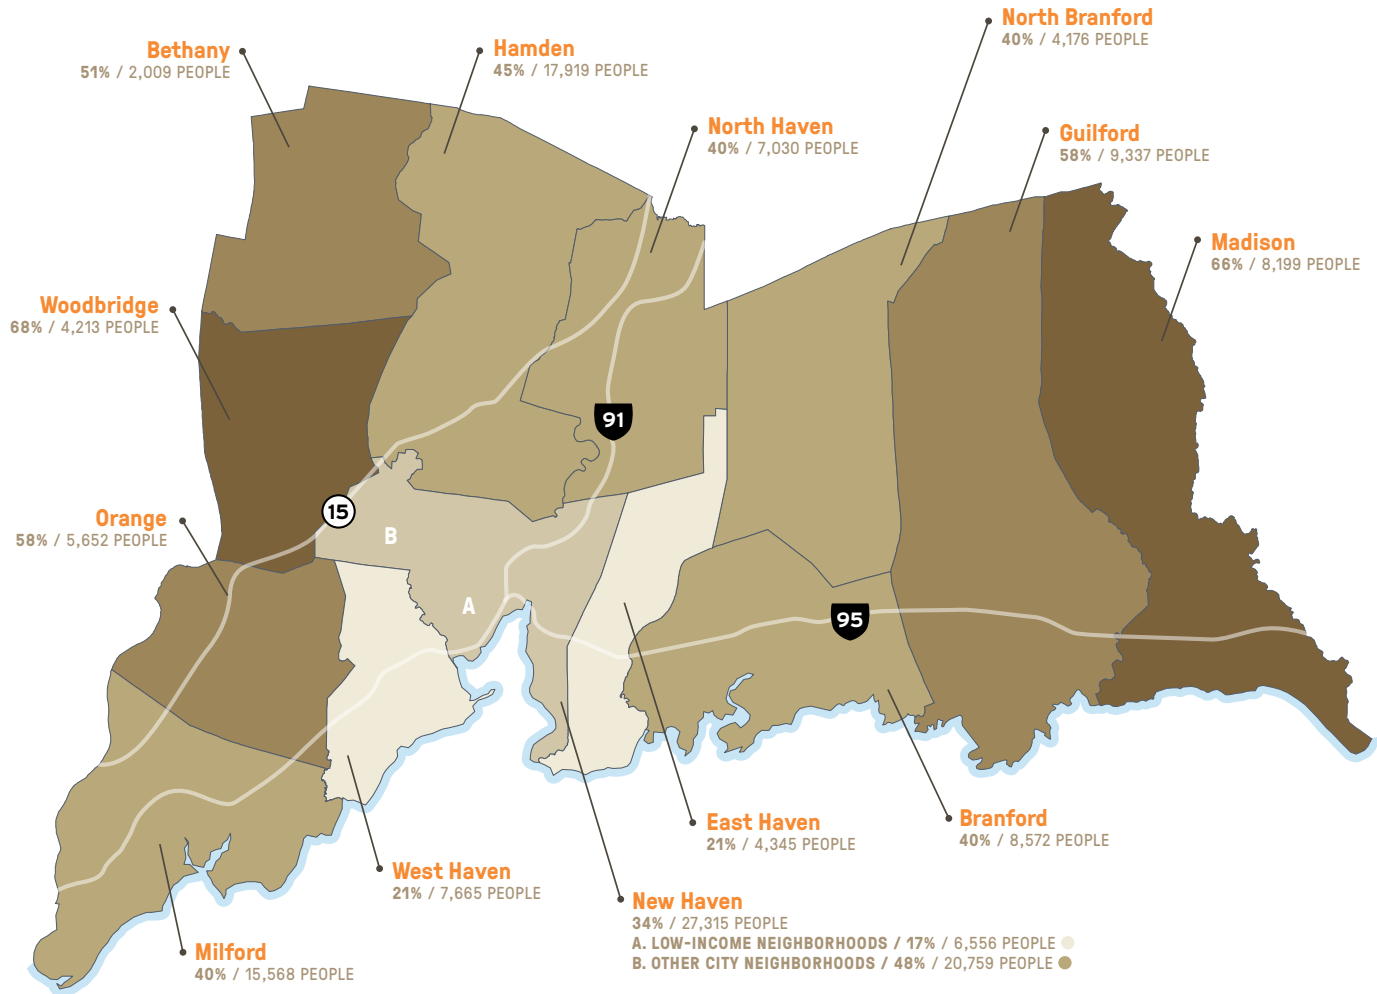 North Branford
40% / 4,176 PEOPLE
Bethany
51% / 2,009 PEOPLE
Hamden
45% / 17,919 PEOPLE
North Haven
40% / 7,030 PEOPLE
Guilford
58% / 9,337 PEOPLE
Madison
66% / 8,199 PEOPLE
Woodbridge
68% / 4,213 PEOPLE
91
15
Orange
58% / 5,652 PEOPLE
B
A
95
East Haven
21% / 4,345 PEOPLE
Branford
40% / 8,572 PEOPLE
West Haven
21% / 7,665 PEOPLE
New Haven
34% / 27,315 PEOPLE
A. LOW-INCOME NEIGHBORHOODS / 17% / 6,556 PEOPLE
B. OTHER CITY NEIGHBORHOODS / 48% / 20,759 PEOPLE
Milford
40% / 15,568 PEOPLE